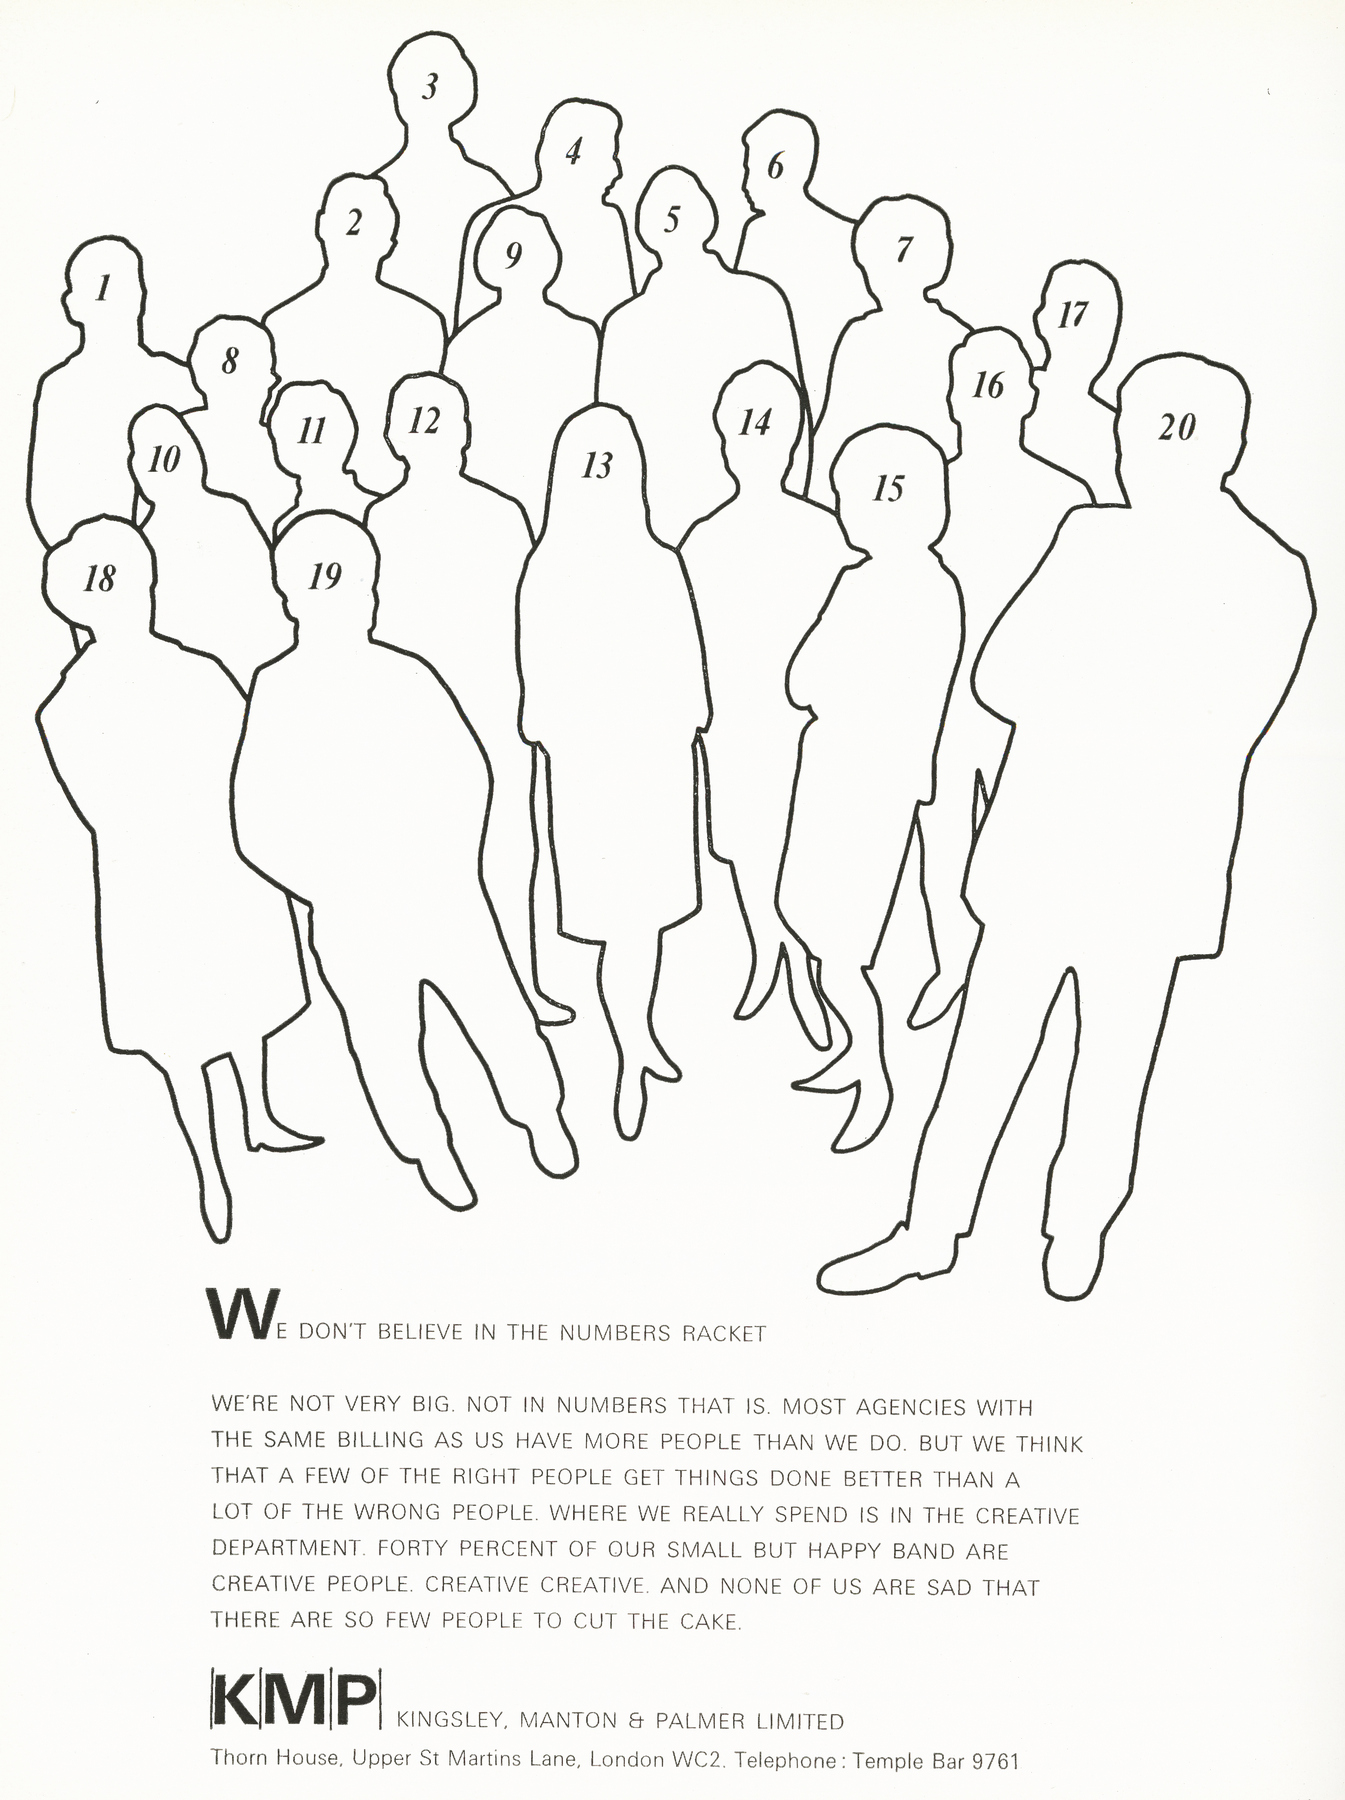 3
4
6
2
5
9
7
1
17
8
16
12
14
11
20
10
13
15
18
19
WE DON'T BELIEVE IN THE NUMBERS RACKET
WE'RE NOT VERY BIG. NOT IN NUMBERS THAT IS. MOST AGENCIES WITH
THE SAME BILLING AS US HAVE MORE PEOPLE THAN WE DO. BUT WE THINK
THAT A FEW OF THE RIGHT PEOPLE GET THINGS DONE BETTER THAN A
LOT OF THE WRONG PEOPLE. WHERE WE REALLY SPEND IS IN THE CREATIVE
DEPARTMENT. FORTY PERCENT OF OUR SMALL BUT HAPPY BAND ARE
CREATIVE PEOPLE. CREATIVE CREATIVE. AND NONE OF US ARE SAD THAT
THERE ARE SO FEW PEOPLE TO CUT THE CAKE.
|K|M|P| KINGSLEY, MANTON & PALMER LIMITED
Thorn House, Upper St Martins Lane, London WC2. Telephone: Temple Bar 9761